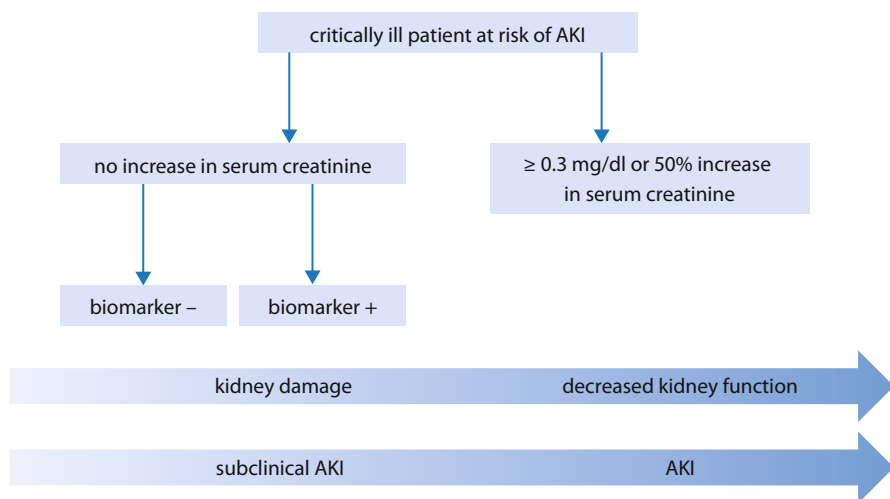 critically ill patient at risk of AKI
no increase in serum creatinine
≥ 0.3 mg/dl or 50% increase
in serum creatinine
biomarker –
biomarker +
kidney damage
decreased kidney function
subclinical AKI
AKI